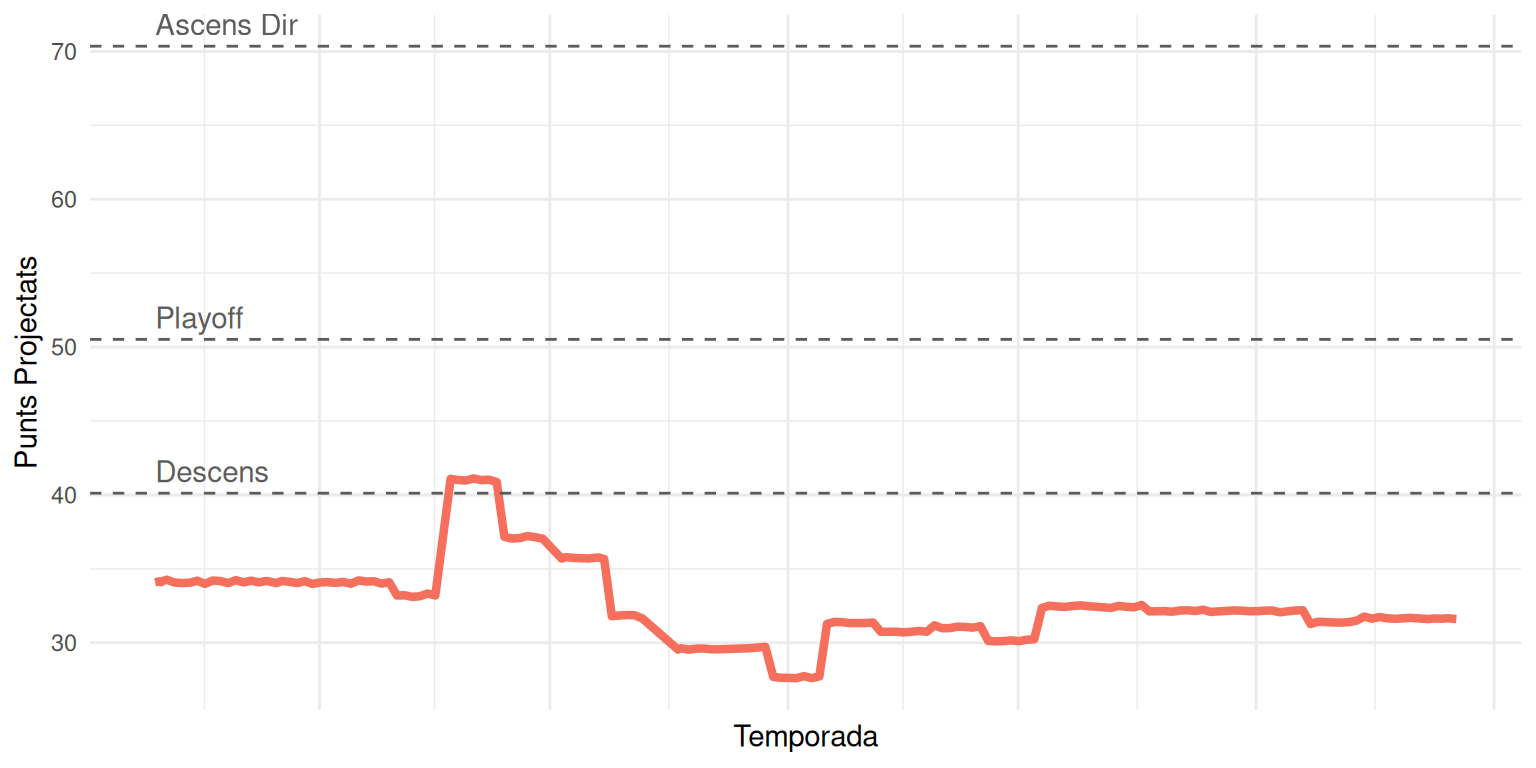 Ascens Dir
70
60
Playoff
50
Descens
40
30
Punts Projectats
Temporada